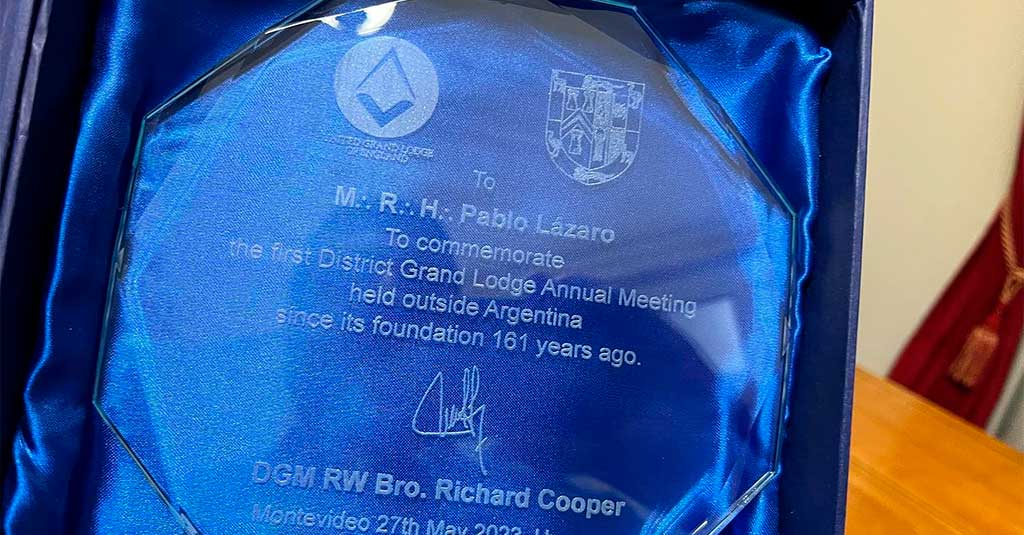 UNITED GRAND LODGE
OF ENGLAND
To
M∴ R∴ H∴ Pablo Lázaro
To commemorate
the first District Grand Lodge Annual Meeting
held outside Argentina
since its foundation 161 years ago.
DGM RW Bro. Richard Cooper
Montevideo 27th May 2023,